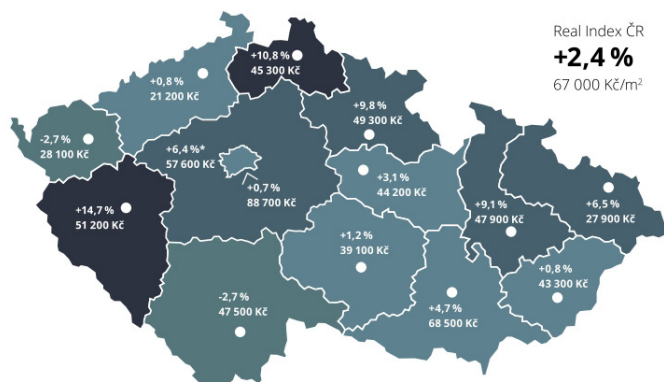 Real Index ČR
+2,4 %
67 000 Kč/m²
+10,8 %
45 300 Kč
+0,8 %
21 200 Kč
+9,8 %
49 300 Kč
-2,7 %
28 100 Kč
+6,4 %*
57 600 Kč
+0,7 %
88 700 Kč
+3,1 %
44 200 Kč
+14,7 %
51 200 Kč
+9,1 %
47 900 Kč
+6,5 %
27 900 Kč
+1,2 %
39 100 Kč
+0,8 %
43 300 Kč
-2,7 %
47 500 Kč
+4,7 %
68 500 Kč